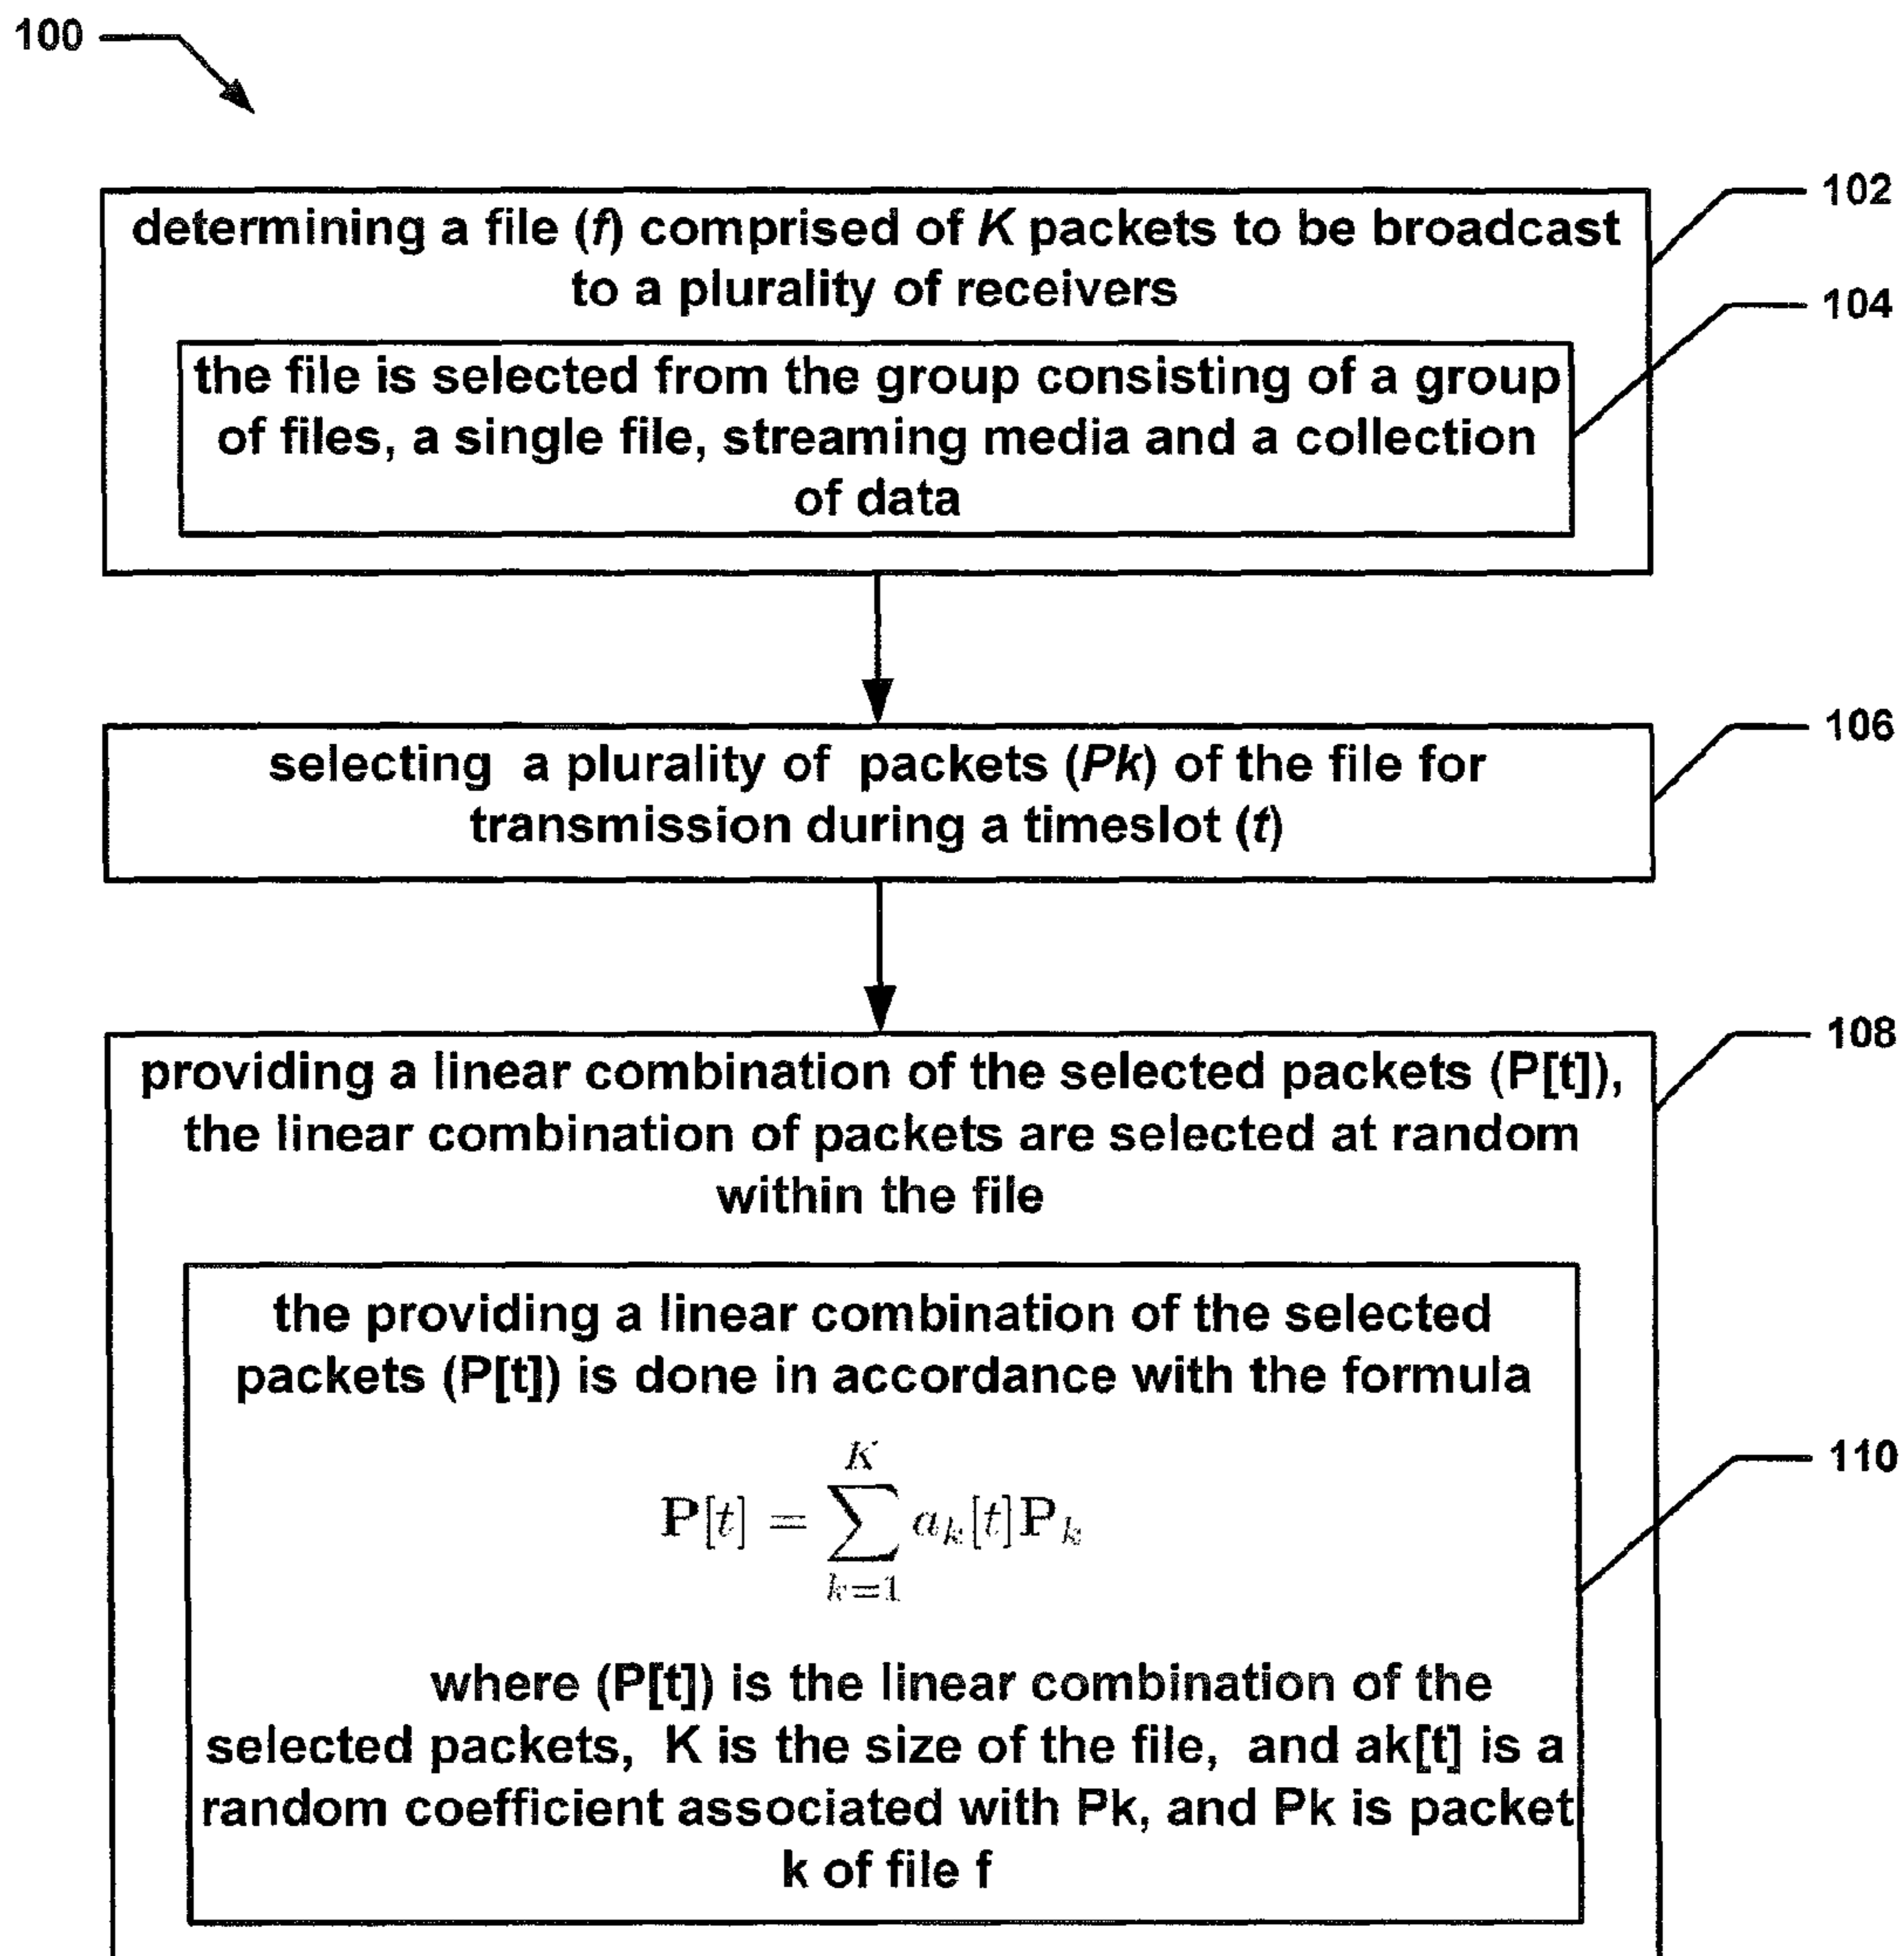 100
102
determining a file (f) comprised of K packets to be broadcast
to a plurality of receivers
104
the file is selected from the group consisting of a group
of files, a single file, streaming media and a collection
of data
106
selecting a plurality of packets (Pk) of the file for
transmission during a timeslot (t)
108
providing a linear combination of the selected packets (P[t]),
the linear combination of packets are selected at random
within the file
the providing a linear combination of the selected
packets (P[t]) is done in accordance with the formula
110
P[t] = ∑_{k=1}^{K} a_k[t]P_k
where (P[t]) is the linear combination of the
selected packets, K is the size of the file, and ak[t] is a
random coefficient associated with Pk, and Pk is packet
k of file f